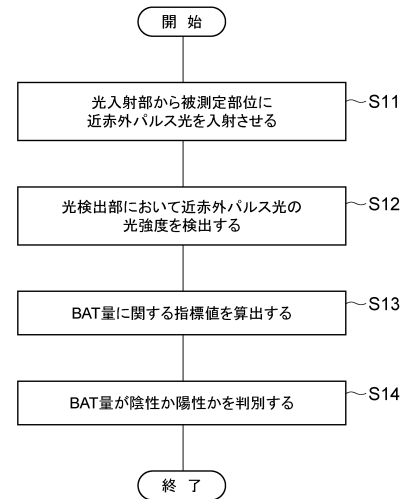 開 始
光入射部から被測定部位に
近赤外パルス光を入射させる
S11
光検出部において近赤外パルス光の
光強度を検出する
S12
BAT量に関する指標値を算出する
S13
BAT量が陰性か陽性かを判別する
S14
終 了